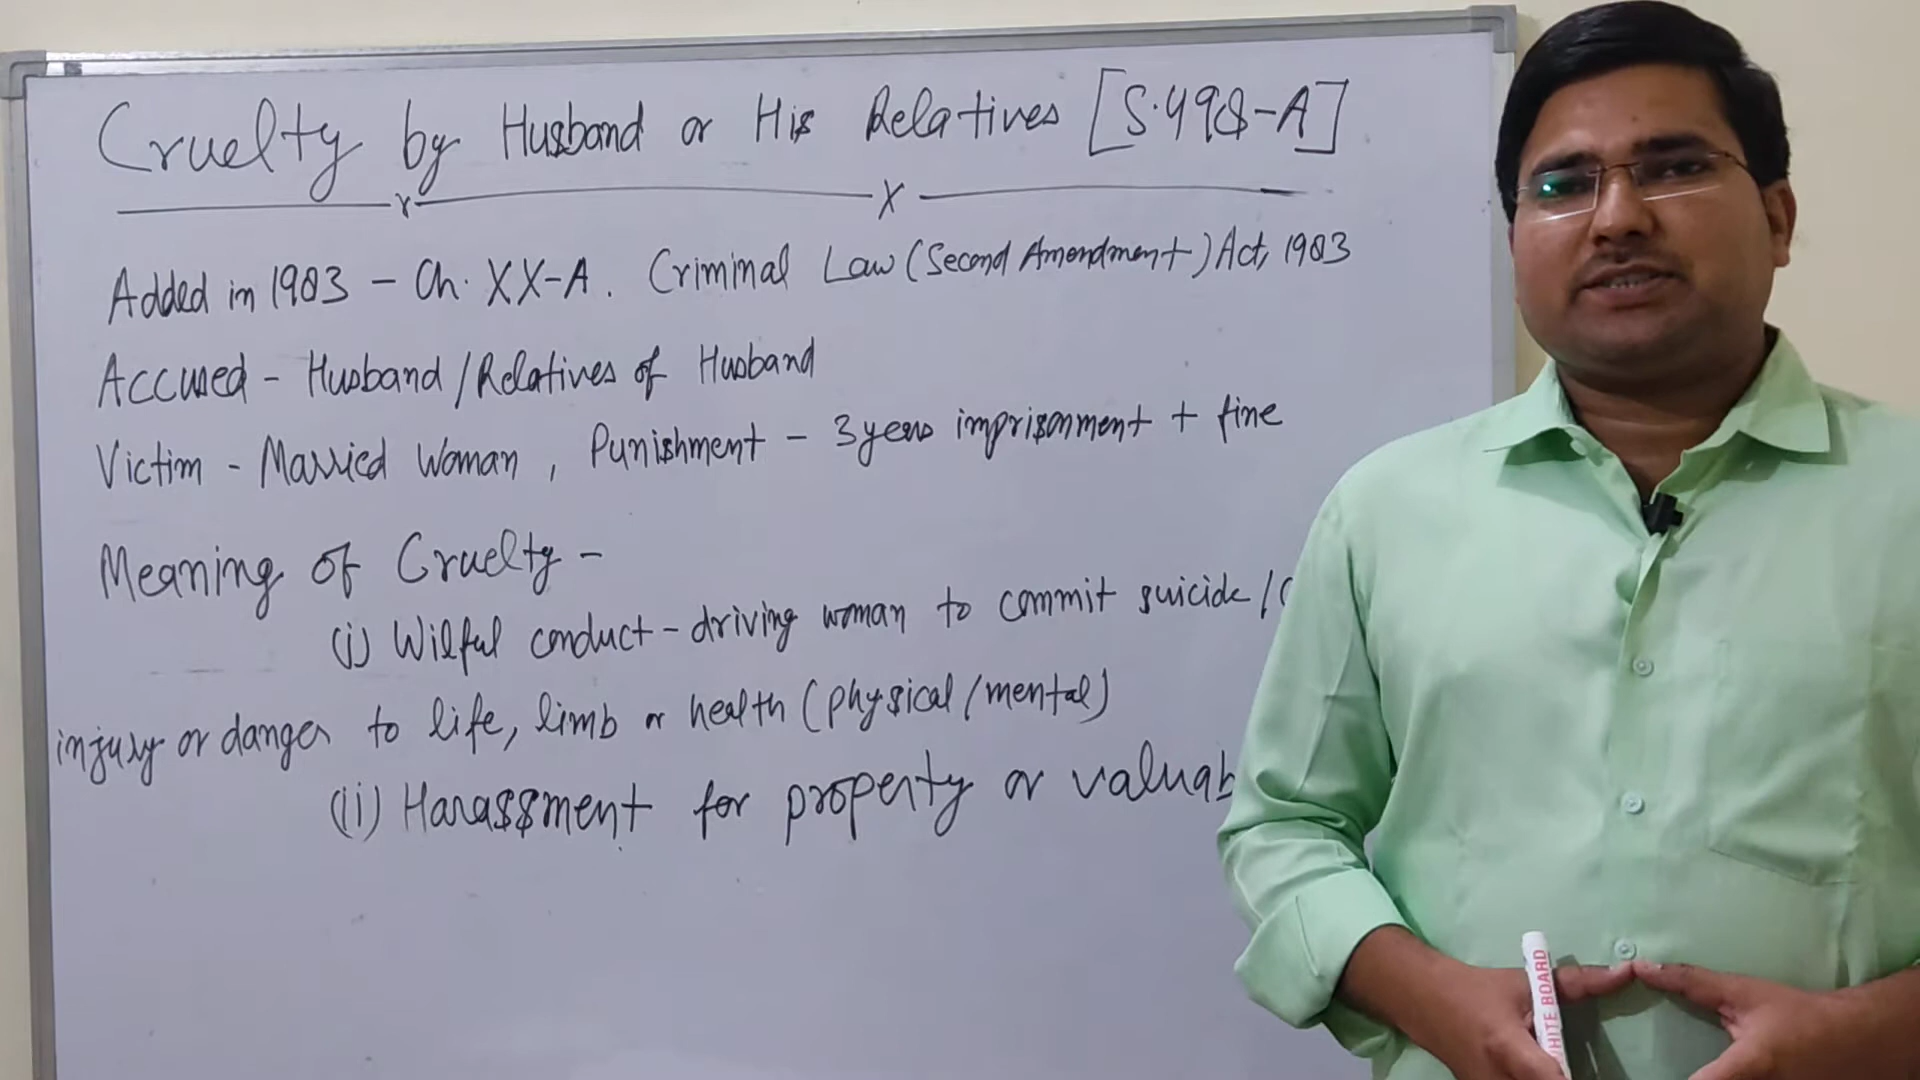 Cruelty by Husband or His Relatives [S.498-A]
x x
Added in 1983 - Ch. XX-A. Criminal Law (Second Amendment) Act, 1983
Accused - Husband/Relatives of Husband
Victim - Married Woman, Punishment - 3 years imprisonment + fine
Meaning of Cruelty -
(i) Wilful conduct - driving woman to commit suicide/
injury or danger to life, limb or health (physical/mental)
(ii) Harassment for property or valuab
WHITE BOARD